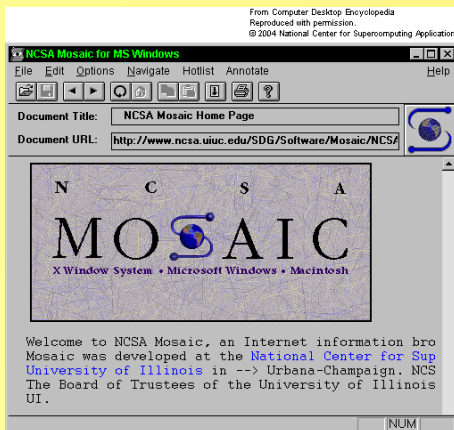 From Computer Desktop Encyclopedia
Reproduced with permission.
© 2004 National Center for Supercomputing Application
NCSA Mosaic for MS Windows
File Edit Options Navigate Hotlist Annotate Help
Document Title: NCSA Mosaic Home Page
Document URL: http://www.ncsa.uiuc.edu/SDG/Software/Mosaic/NCSA
N C S A
MOSAIC
X Window System • Microsoft Windows • Macintosh
Welcome to NCSA Mosaic, an Internet information bro
Mosaic was developed at the National Center for Sup
University of Illinois in --> Urbana-Champaign. NCS
The Board of Trustees of the University of Illinois
UI.
NUM